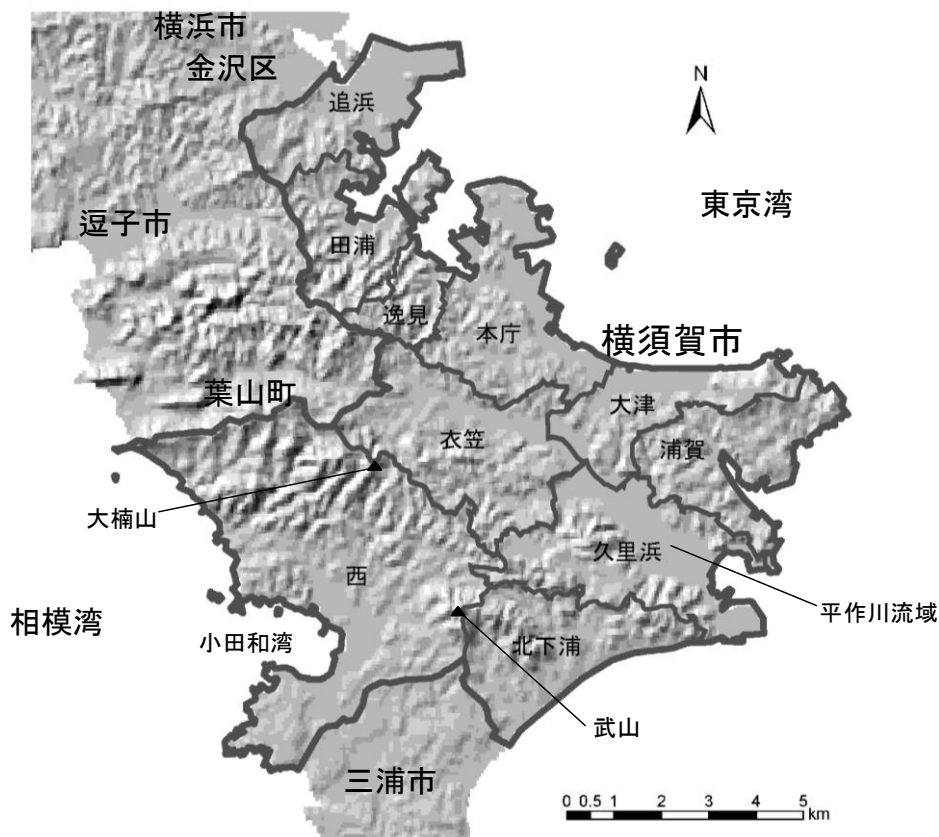 横浜市
金沢区
追浜
N
東京湾
逗子市
田浦
逸見
本庁
横須賀市
葉山町
大津
衣笠
浦賀
大楠山
久里浜
西
平作川流域
相模湾
小田和湾
北下浦
武山
三浦市
0 0.5 1 2 3 4 5
km